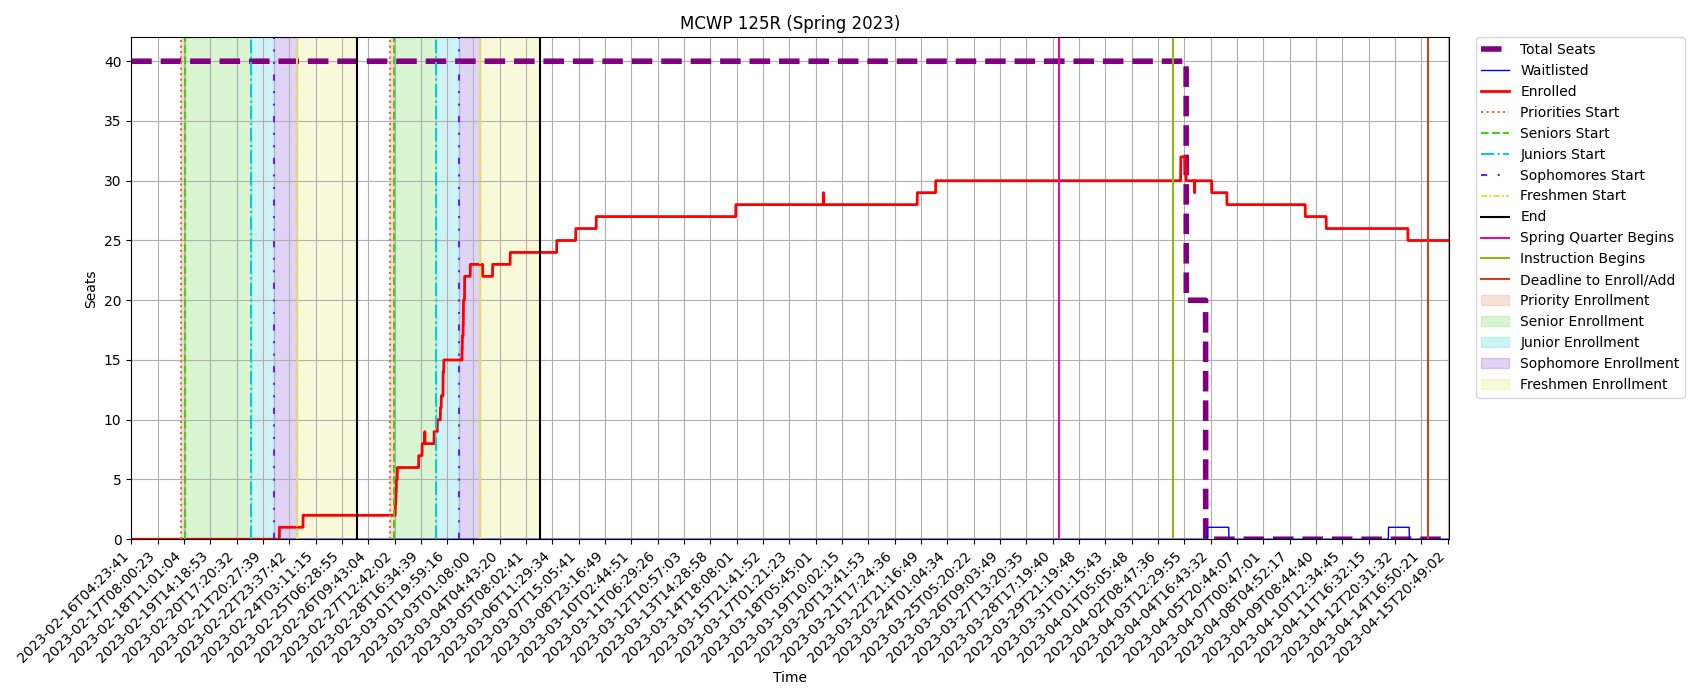 MCWP 125R (Spring 2023)
40
35
30
25
20
15
10
5
0
Seats
2023-02-16T04:23:41
2023-02-17T08:00:23
2023-02-18T11:01:04
2023-02-19T14:18:53
2023-02-20T17:20:32
2023-02-21T20:27:39
2023-02-22T23:37:42
2023-02-24T03:11:15
2023-02-25T06:28:55
2023-02-26T09:43:04
2023-02-27T12:42:02
2023-02-28T16:34:39
2023-03-01T19:59:16
2023-03-03T01:08:00
2023-03-04T04:43:20
2023-03-05T08:02:41
2023-03-06T11:29:34
2023-03-07T15:05:41
2023-03-08T23:16:49
2023-03-10T02:44:51
2023-03-11T06:29:26
2023-03-12T10:57:03
2023-03-13T14:28:58
2023-03-14T18:08:01
2023-03-15T21:41:52
2023-03-17T01:21:23
2023-03-18T05:45:01
2023-03-19T10:02:15
2023-03-20T13:41:53
2023-03-21T17:24:36
2023-03-22T21:16:49
2023-03-24T01:04:34
2023-03-25T05:20:22
2023-03-26T09:03:49
2023-03-27T13:20:35
2023-03-28T17:19:40
2023-03-29T21:19:48
2023-03-31T01:15:43
2023-04-01T05:05:48
2023-04-02T08:47:36
2023-04-03T12:29:55
2023-04-04T16:43:32
2023-04-05T20:44:07
2023-04-07T00:47:01
2023-04-08T04:52:17
2023-04-09T08:44:40
2023-04-10T12:34:45
2023-04-11T16:32:15
2023-04-12T20:31:32
2023-04-14T16:50:21
2023-04-15T20:49:02
Time
Total Seats
Waitlisted
Enrolled
Priorities Start
Seniors Start
Juniors Start
Sophomores Start
Freshmen Start
End
Spring Quarter Begins
Instruction Begins
Deadline to Enroll/Add
Priority Enrollment
Senior Enrollment
Junior Enrollment
Sophomore Enrollment
Freshmen Enrollment